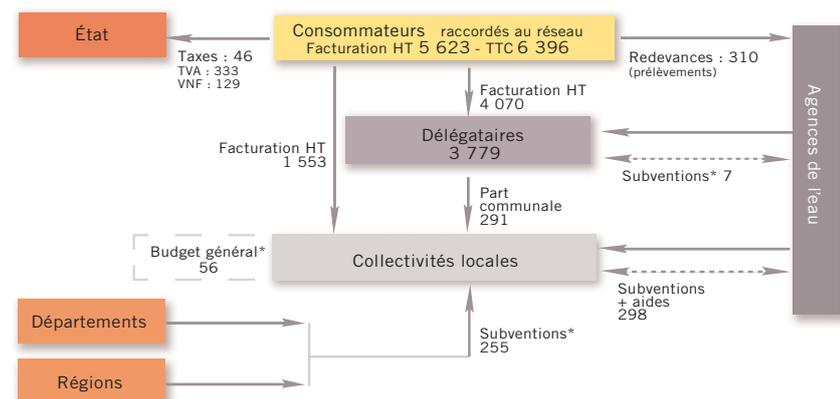 État
Consommateurs raccordés au réseau
Facturation HT 5 623 - TTC 6 396
Taxes : 46
TVA : 333
VNF : 129
Redevances : 310
(prélèvements)
Facturation HT
4 070
Agences de l'eau
Délégataires
3 779
Facturation HT
1 553
Subventions* 7
Part
communale
291
Budget général*
56
Collectivités locales
Subventions
+ aides
298
Départements
Subventions*
255
Régions